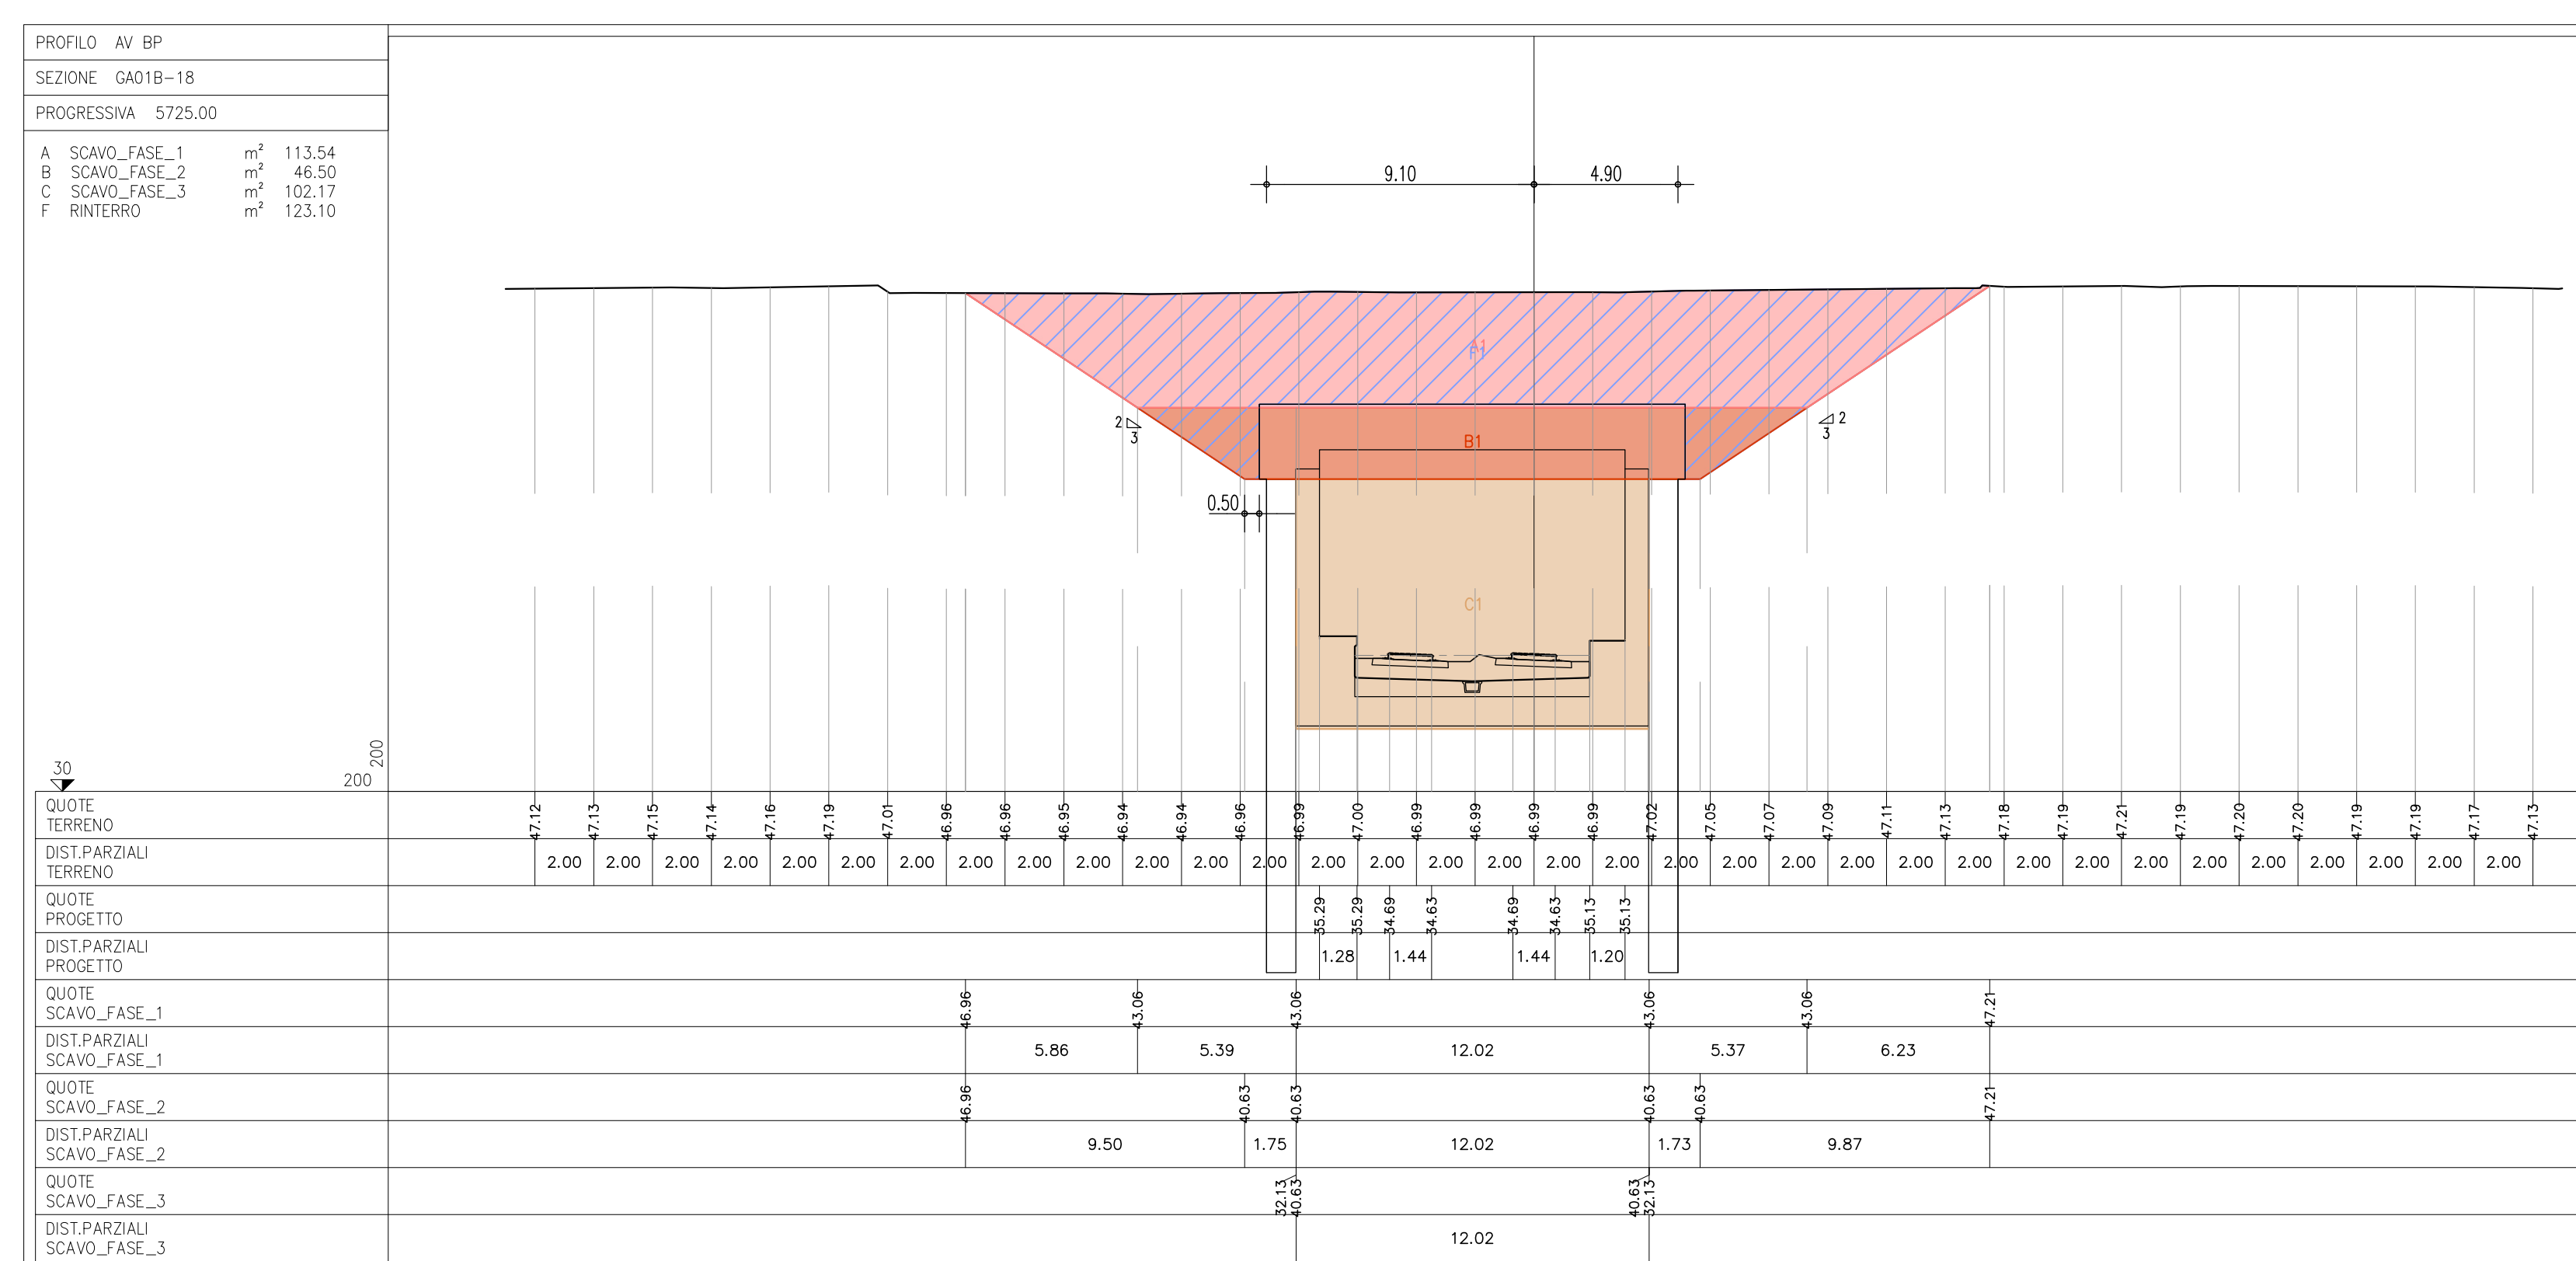 PROFILO AV BP
SEZIONE GA01B-18
PROGRESSIVA 5725.00
A SCAVO_FASE_1 m² 113.54
B SCAVO_FASE_2 m² 46.50
C SCAVO_FASE_3 m² 102.17
F RINTERRO m² 123.10
9.10 4.90
A1
F1
2 3
B1
2 3
0.50
C1
30
200
200
QUOTE
TERRENO
47.12 47.13 47.15 47.14 47.16 47.19 47.01 46.96 46.96 46.95 46.94 46.94 46.96 46.99 47.00 46.99 46.99 46.99 46.99 47.02 47.05 47.07 47.09 47.11 47.13 47.18 47.19 47.21 47.19 47.20 47.20 47.19 47.19 47.17 47.13
DIST.PARZIALI
TERRENO
2.00 2.00 2.00 2.00 2.00 2.00 2.00 2.00 2.00 2.00 2.00 2.00 2.00 2.00 2.00 2.00 2.00 2.00 2.00 2.00 2.00 2.00 2.00 2.00 2.00 2.00 2.00 2.00 2.00 2.00 2.00 2.00 2.00 2.00
QUOTE
PROGETTO
35.29 35.29 34.69 34.63 34.69 34.63 35.13 35.13
DIST.PARZIALI
PROGETTO
1.28 1.44 1.44 1.20
QUOTE
SCAVO_FASE_1
46.96 43.06 43.06 43.06 43.06 47.21
DIST.PARZIALI
SCAVO_FASE_1
5.86 5.39 12.02 5.37 6.23
QUOTE
SCAVO_FASE_2
46.96 40.63 40.63 40.63 40.63 47.21
DIST.PARZIALI
SCAVO_FASE_2
9.50 1.75 12.02 1.73 9.87
QUOTE
SCAVO_FASE_3
32.13 40.63 40.63 32.13
DIST.PARZIALI
SCAVO_FASE_3
12.02